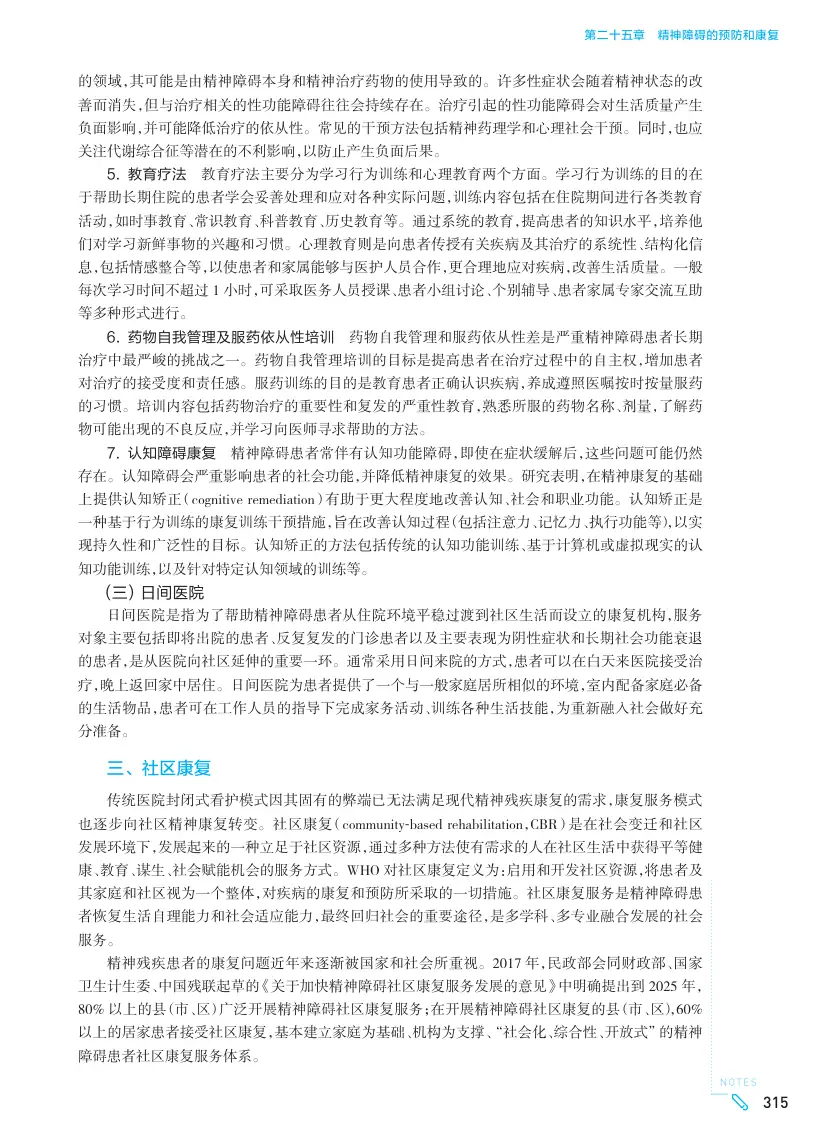 第二十五章 精神障碍的预防和康复
的领域,其可能是由精神障碍本身和精神治疗药物的使用导致的。许多性症状会随着精神状态的改
善而消失,但与治疗相关的性功能障碍往往会持续存在。治疗引起的性功能障碍会对生活质量产生
负面影响,并可能降低治疗的依从性。常见的干预方法包括精神药理学和心理社会干预。同时,也应
关注代谢综合征等潜在的不利影响,以防止产生负面后果。
5. 教育疗法 教育疗法主要分为学习行为训练和心理教育两个方面。学习行为训练的目的在
于帮助长期住院的患者学会妥善处理和应对各种实际问题,训练内容包括在住院期间进行各类教育
活动,如时事教育、常识教育、科普教育、历史教育等。通过系统的教育,提高患者的知识水平,培养他
们对学习新鲜事物的兴趣和习惯。心理教育则是向患者传授有关疾病及其治疗的系统性、结构化信
息,包括情感整合等,以使患者和家属能够与医护人员合作,更合理地应对疾病,改善生活质量。一般
每次学习时间不超过 1 小时,可采取医务人员授课、患者小组讨论、个别辅导、患者家属专家交流互助
等多种形式进行。
6. 药物自我管理及服药依从性培训 药物自我管理和服药依从性差是严重精神障碍患者长期
治疗中最严峻的挑战之一。药物自我管理培训的目标是提高患者在治疗过程中的自主权,增加患者
对治疗的接受度和责任感。服药训练的目的是教育患者正确认识疾病,养成遵照医嘱按时按量服药
的习惯。培训内容包括药物治疗的重要性和复发的严重性教育,熟悉所服的药物名称、剂量,了解药
物可能出现的不良反应,并学习向医师寻求帮助的方法。
7. 认知障碍康复 精神障碍患者常伴有认知功能障碍,即使在症状缓解后,这些问题可能仍然
存在。认知障碍会严重影响患者的社会功能,并降低精神康复的效果。研究表明,在精神康复的基础
上提供认知矫正(cognitive remediation)有助于更大程度地改善认知、社会和职业功能。认知矫正是
一种基于行为训练的康复训练干预措施,旨在改善认知过程(包括注意力、记忆力、执行功能等),以实
现持久性和广泛性的目标。认知矫正的方法包括传统的认知功能训练、基于计算机或虚拟现实的认
知功能训练,以及针对特定认知领域的训练等。
(三)日间医院
日间医院是指为了帮助精神障碍患者从住院环境平稳过渡到社区生活而设立的康复机构,服务
对象主要包括即将出院的患者、反复复发的门诊患者以及主要表现为阴性症状和长期社会功能衰退
的患者,是从医院向社区延伸的重要一环。通常采用日间来院的方式,患者可以在白天来医院接受治
疗,晚上返回家中居住。日间医院为患者提供了一个与一般家庭居所相似的环境,室内配备家庭必备
的生活物品,患者可在工作人员的指导下完成家务活动、训练各种生活技能,为重新融入社会做好充
分准备。
三、社区康复
传统医院封闭式看护模式因其固有的弊端已无法满足现代精神残疾康复的需求,康复服务模式
也逐步向社区精神康复转变。社区康复(community-based rehabilitation,CBR)是在社会变迁和社区
发展环境下,发展起来的一种立足于社区资源,通过多种方法使有需求的人在社区生活中获得平等健
康、教育、谋生、社会赋能机会的服务方式。WHO 对社区康复定义为:启用和开发社区资源,将患者及
其家庭和社区视为一个整体,对疾病的康复和预防所采取的一切措施。社区康复服务是精神障碍患
者恢复生活自理能力和社会适应能力,最终回归社会的重要途径,是多学科、多专业融合发展的社会
服务。
精神残疾患者的康复问题近年来逐渐被国家和社会所重视。2017 年,民政部会同财政部、国家
卫生计生委、中国残联起草的《关于加快精神障碍社区康复服务发展的意见》中明确提出到 2025 年,
80% 以上的县(市、区)广泛开展精神障碍社区康复服务;在开展精神障碍社区康复的县(市、区),60%
以上的居家患者接受社区康复,基本建立家庭为基础、机构为支撑、“社会化、综合性、开放式”的精神
障碍患者社区康复服务体系。
NOTES
315